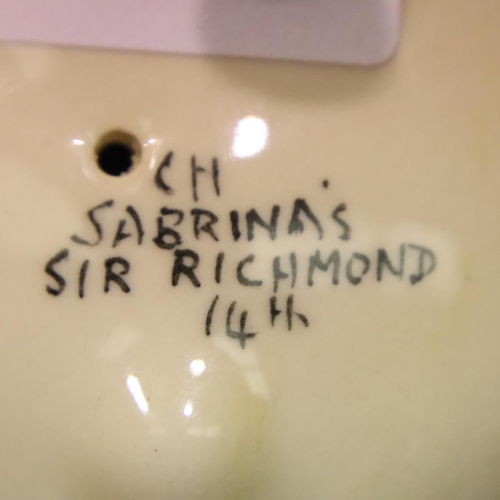 CH
SABRINA'S
SIR RICHMOND
14th